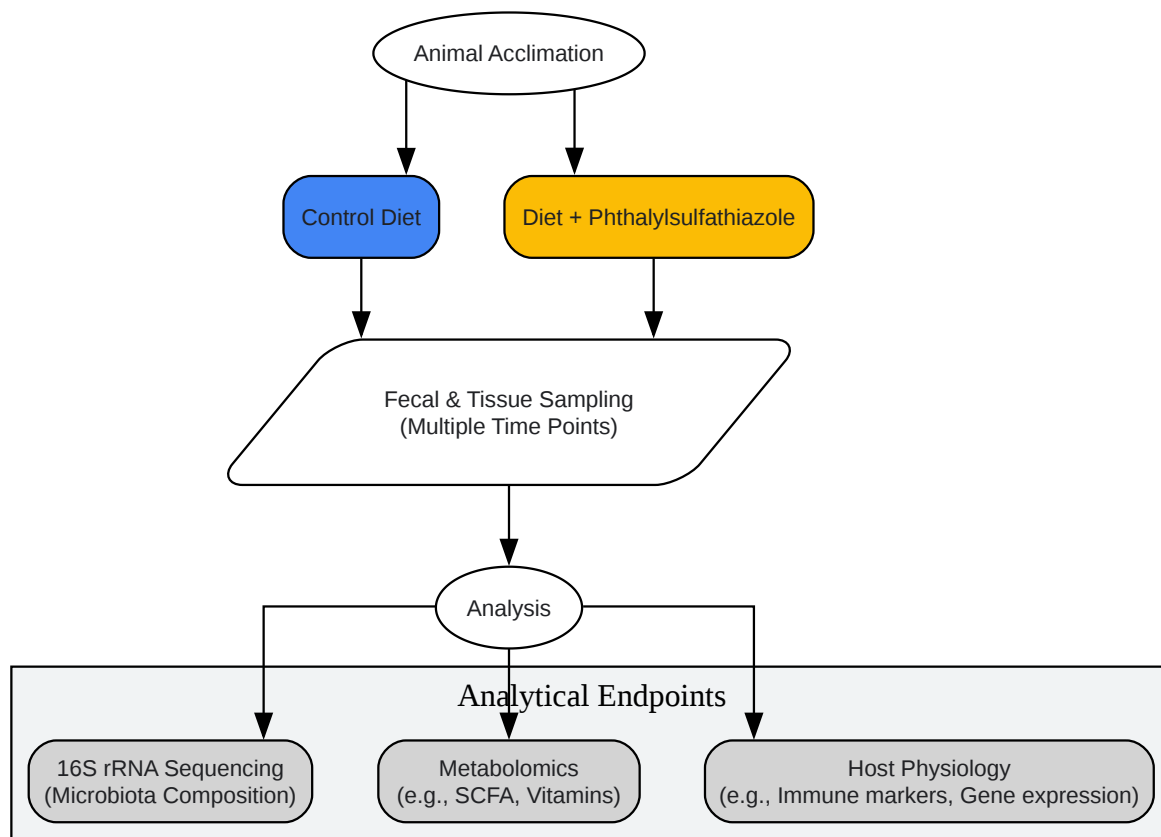 Animal Acclimation
Control Diet
Diet + Phthalylsulfathiazole
Fecal & Tissue Sampling
(Multiple Time Points)
Analysis
Analytical Endpoints
16S rRNA Sequencing
(Microbiota Composition)
Metabolomics
(e.g., SCFA, Vitamins)
Host Physiology
(e.g., Immune markers, Gene expression)